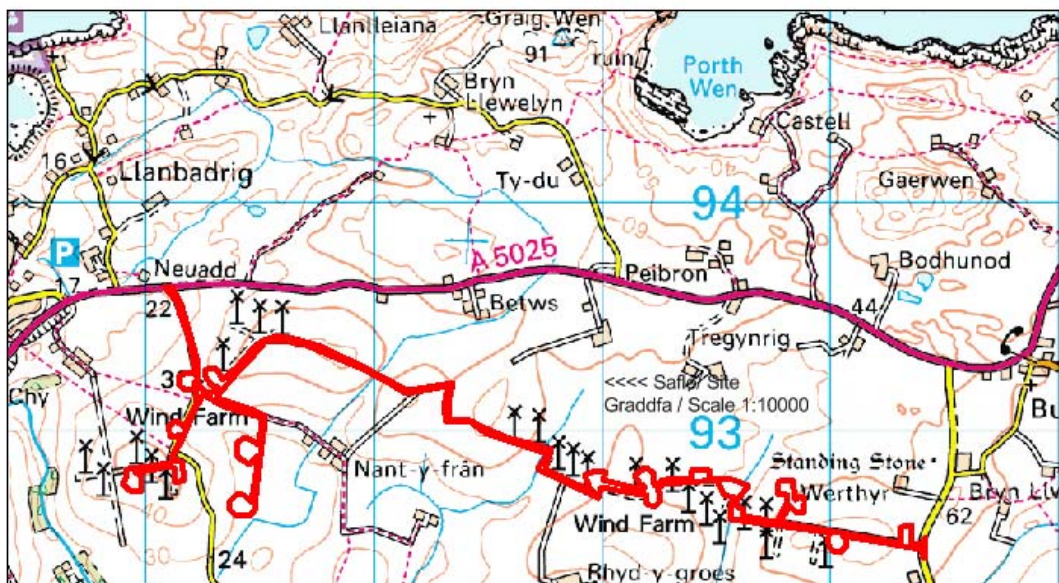 Llanlleiana
Graig Wen
91
ruin
Bryn
Llewelyn
Porth
Wen
Castell
16
Llanbadrig
Ty-du
Gaerwen
94
P
17
Neuadd
A 5025
Peibron
Bodhunod
22
Betws
44
Tregynrig
3
<<<< Safle/ Site
Graddfa / Scale 1:10000
Chy
Wind Farm
93
Bu
Nant-y-frân
Standing Stone
Werthyr
Bryn
Wind Farm
62
24
Rhyd-y-groes